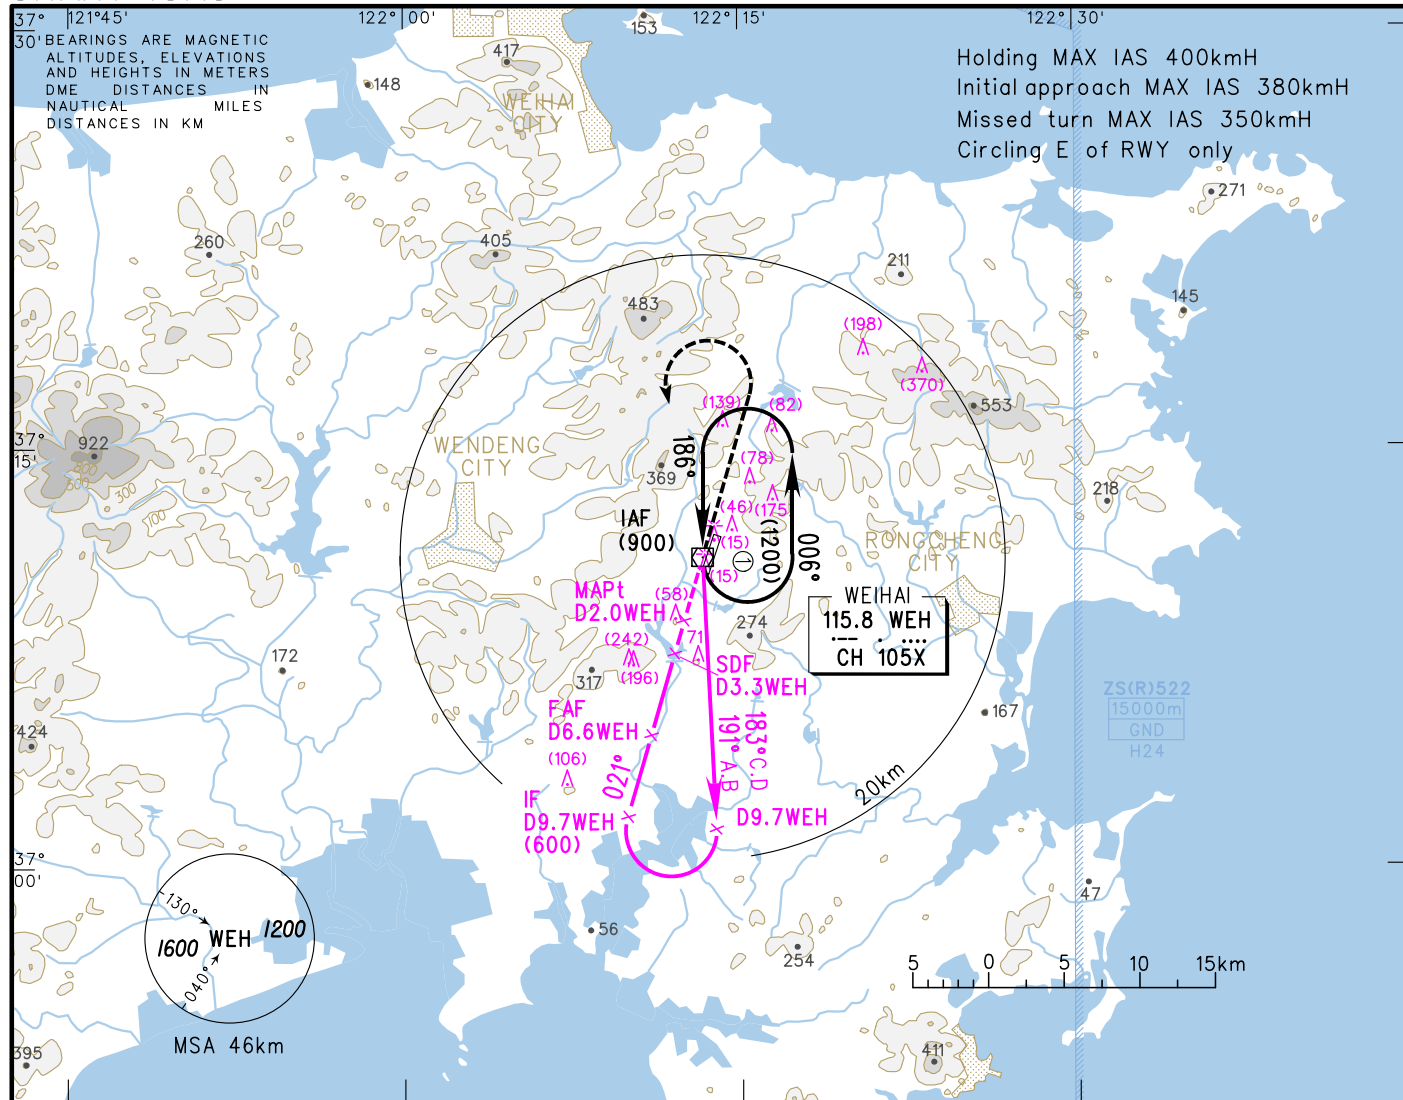 37°
30'
121°45'
122°00'
122°15'
122°30'
BEARINGS ARE MAGNETIC
ALTITUDES, ELEVATIONS
AND HEIGHTS IN METERS
DME DISTANCES IN
NAUTICAL MILES
DISTANCES IN KM
Holding MAX IAS 400kmH
Initial approach MAX IAS 380kmH
Missed turn MAX IAS 350kmH
Circling E of RWY only
153
417
148
WEIHAI
CITY
271
260
405
211
145
483
(198)
(370)
553
(139)
(82)
37°
15'
922
800
600
300
100
WENDENG
CITY
186°
369
(78)
(175
218
(46)
(15)
IAF
(900)
(15)
1
(1200)
006°
RONGCHENG
CITY
WEIHAI
115.8 WEH
·−− · ····
CH 105X
MAPt
D2.0WEH
(58)
274
71
(242)
(196)
172
317
SDF
D3.3WEH
ZS(R)522
15000m
GND
H24
167
FAF
D6.6WEH
183°C.D
191° A.B
424
(106)
021°
20km
IF
D9.7WEH
(600)
D9.7WEH
37°
00'
47
130°
1600
WEH
1200
040°
MSA 46km
56
254
5 0 5 10 15km
395
411